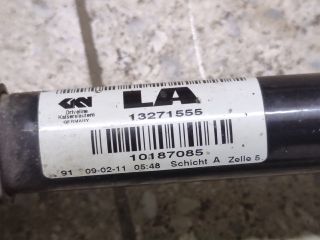 GKN
Driveline
Kaiserslautern
GERMANY
LA
13271555
10187085
91 09-02-11 05:48 Schicht A Zelle 5